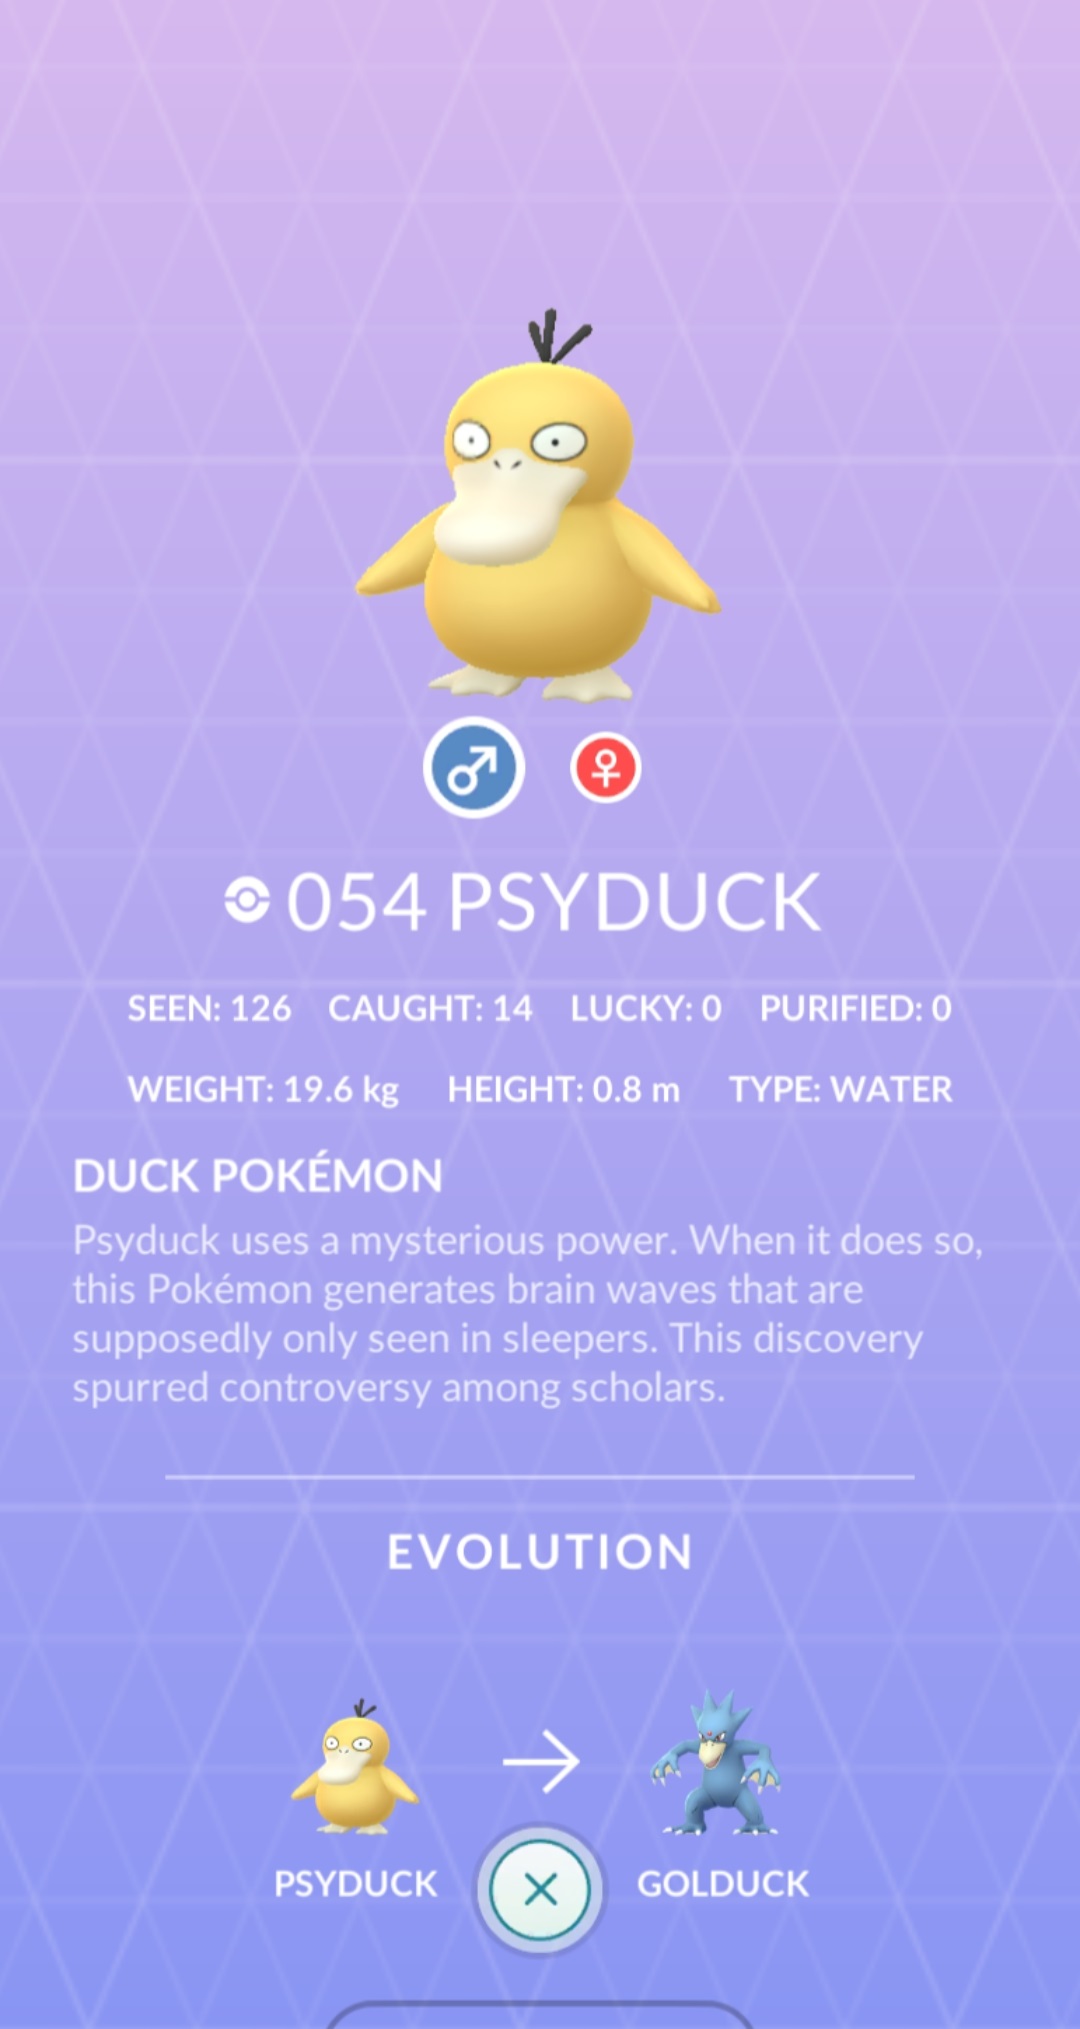 054 PSYDUCK
SEEN: 126 CAUGHT: 14 LUCKY: 0 PURIFIED: 0
WEIGHT: 19.6 kg HEIGHT: 0.8 m TYPE: WATER
DUCK POKÉMON
Psyduck uses a mysterious power. When it does so,
this Pokémon generates brain waves that are
supposedly only seen in sleepers. This discovery
spurred controversy among scholars.
EVOLUTION
PSYDUCK GOLDUCK